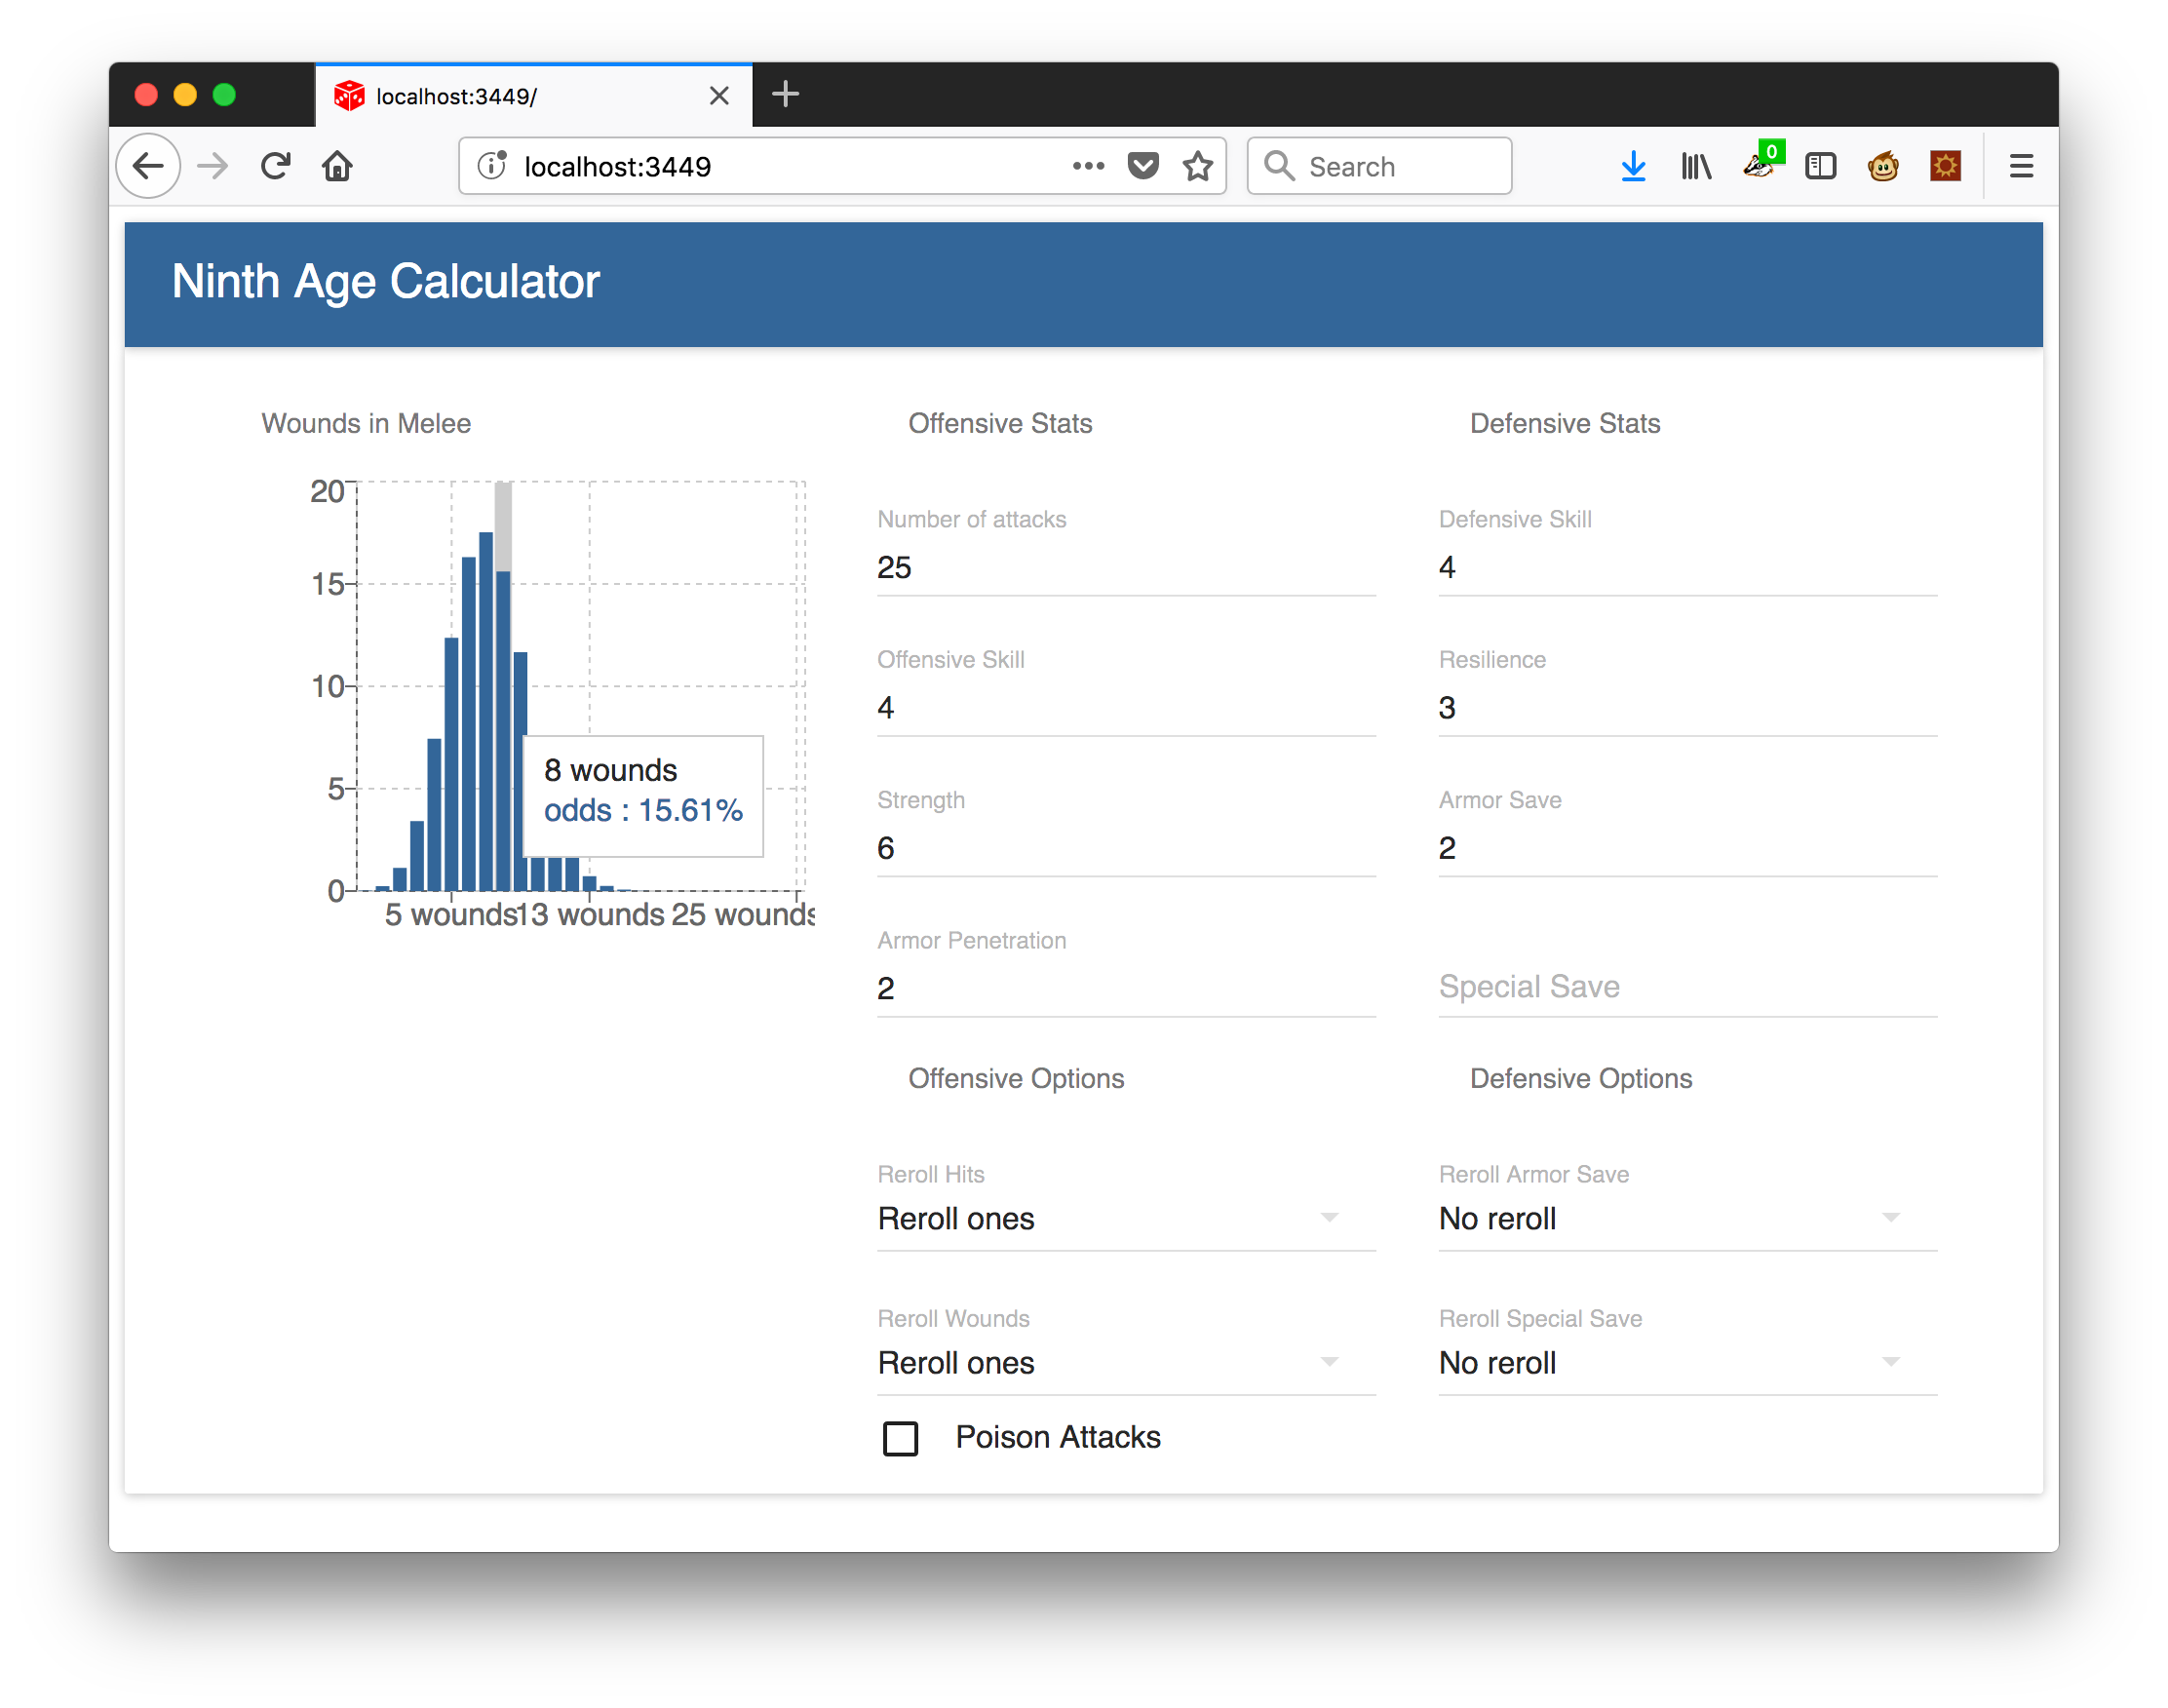 localhost:3449/
localhost:3449
Search
0
Ninth Age Calculator
Wounds in Melee
20
15
10
5
0
5 wounds
13 wounds
25 wounds
8 wounds
odds : 15.61%
Offensive Stats
Number of attacks
25
Offensive Skill
4
Strength
6
Armor Penetration
2
Defensive Stats
Defensive Skill
4
Resilience
3
Armor Save
2
Special Save
Offensive Options
Reroll Hits
Reroll ones
Reroll Wounds
Reroll ones
Poison Attacks
Defensive Options
Reroll Armor Save
No reroll
Reroll Special Save
No reroll